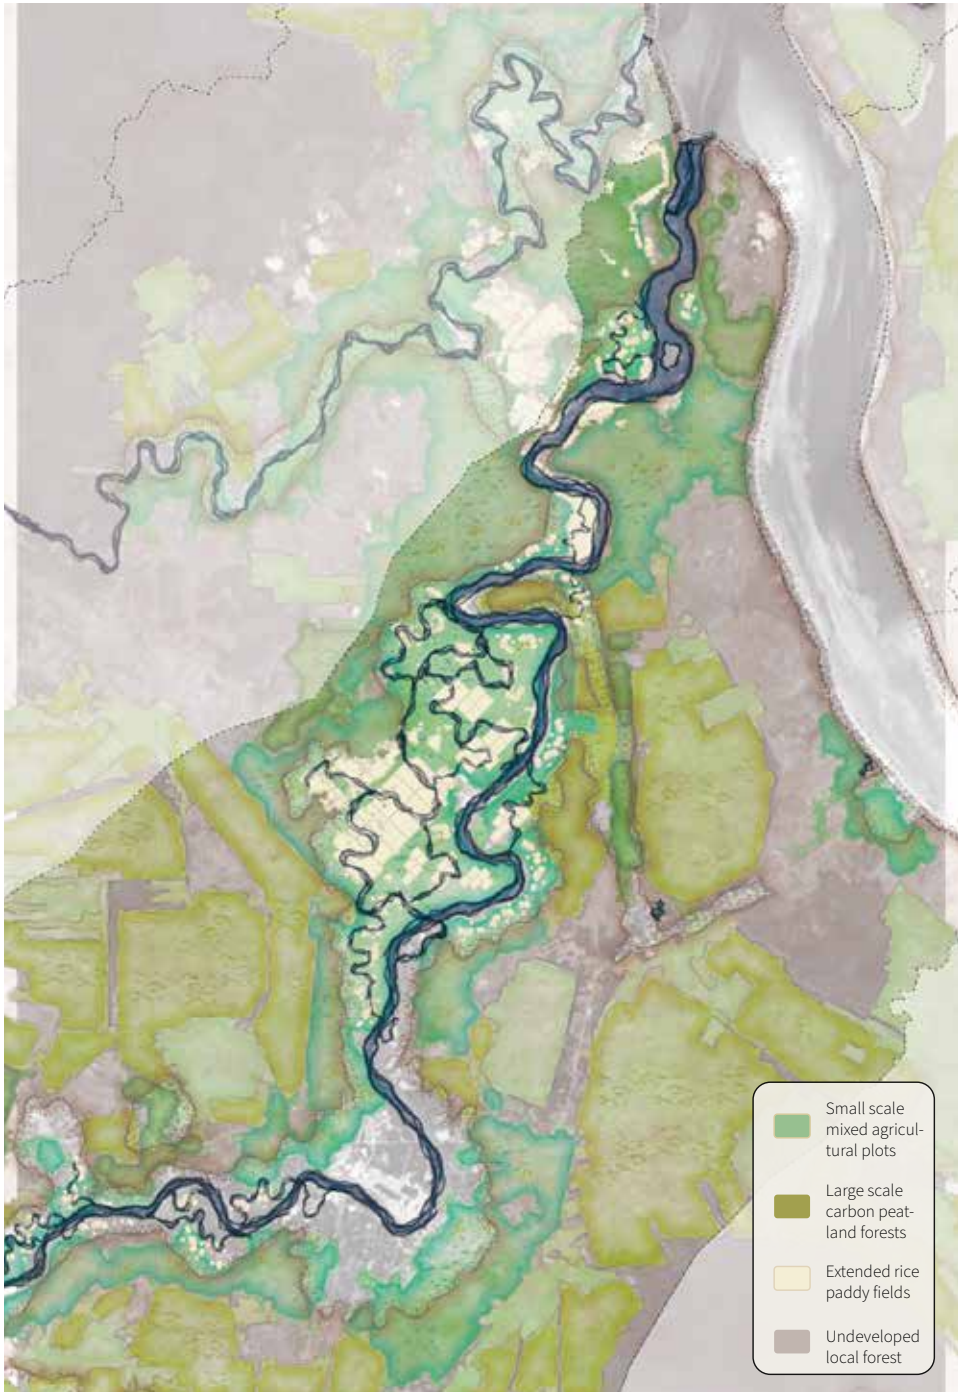 Small scale
mixed agricul-
tural plots
Large scale
carbon peat-
land forests
Extended rice
paddy fields
Undeveloped
local forest